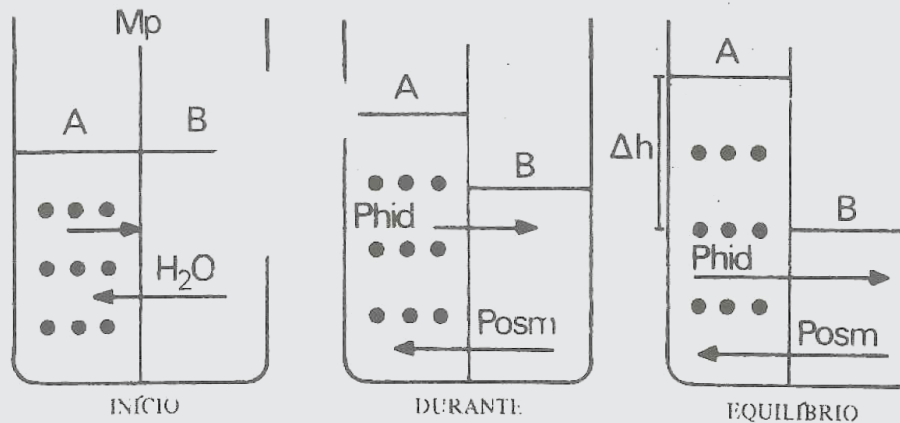 Mp
A B
H₂O
INÍCIO
A
B
Phid
Posm
DURANTE
A
Δh
B
Phid
Posm
EQUILÍBRIO